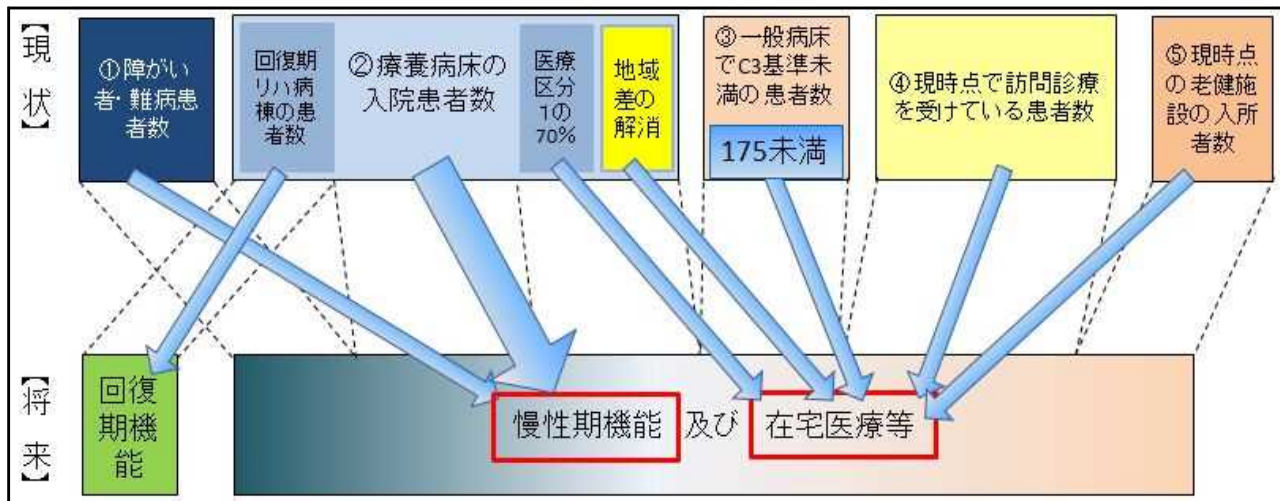 【現状】
①障がい
者・難病患
者数
回復期
リハ病
棟の患
者数
②療養病床の
入院患者数
医療
区分
1の
70%
地域
差の
解消
③一般病床
でC3基準未
満の患者数
175未満
④現時点で訪問診療
を受けている患者数
⑤現時点
の老健施
設の入所
者数
【将来】
回復
期機
能
慢性期機能 及び 在宅医療等